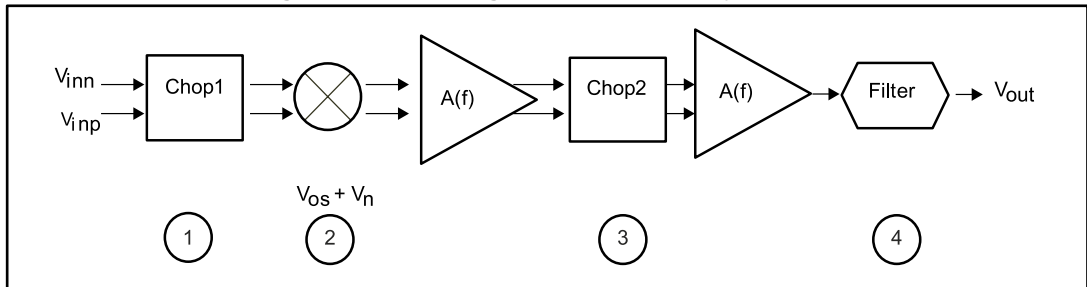 Vinn
Vinp
Chop1
A(f)
Chop2
A(f)
Filter
Vout
Vos + Vn
1
2
3
4